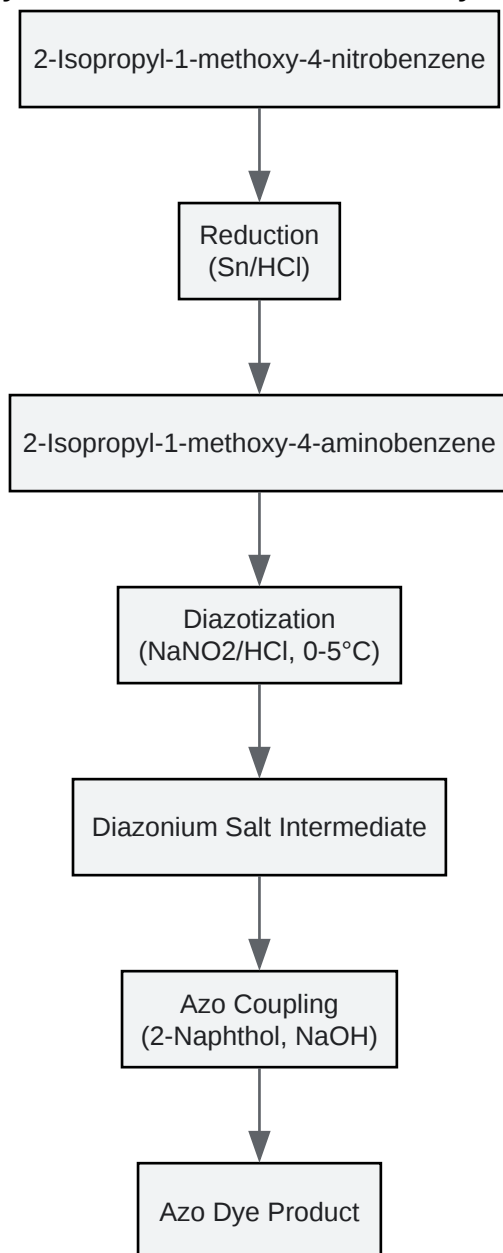 2-Isopropyl-1-methoxy-4-nitrobenzene
Reduction
(Sn/HCl)
2-Isopropyl-1-methoxy-4-aminobenzene
Diazotization
(NaNO2/HCl, 0-5°C)
Diazonium Salt Intermediate
Azo Coupling
(2-Naphthol, NaOH)
Azo Dye Product